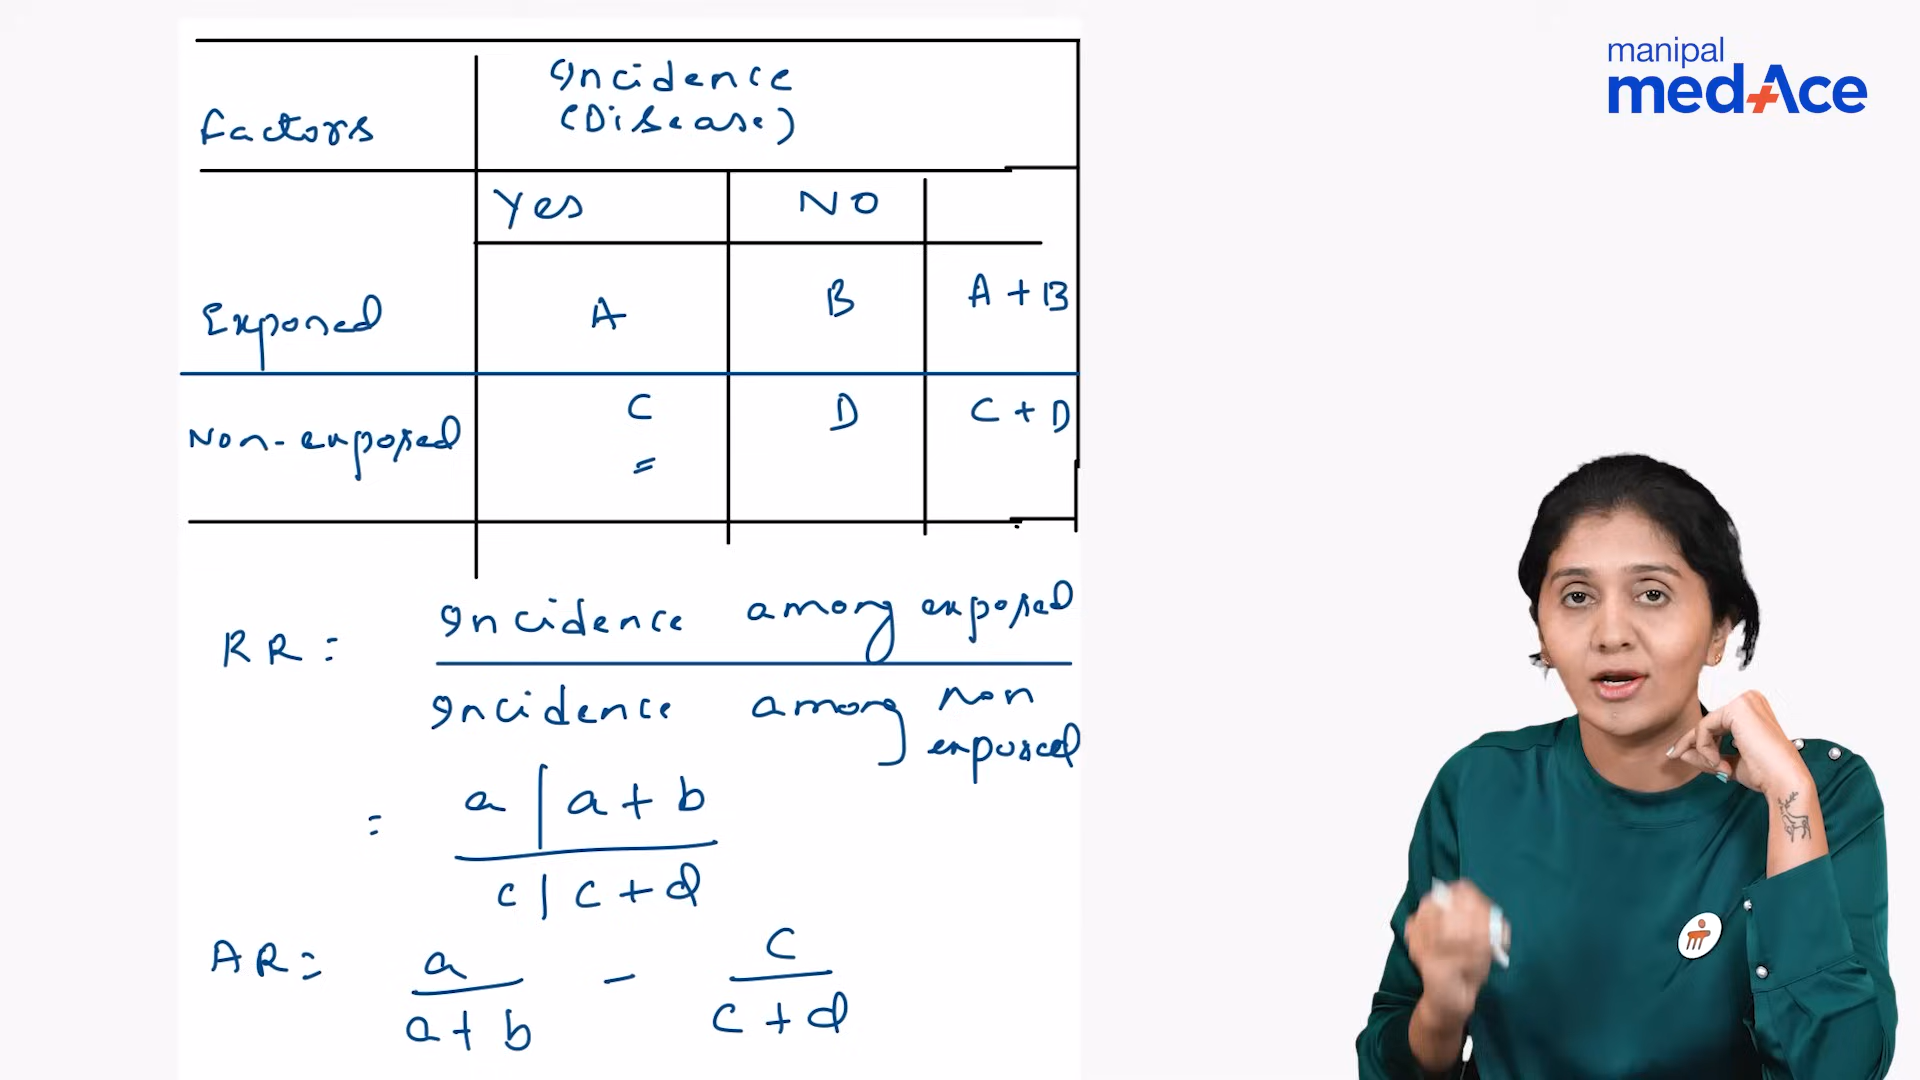 manipal
medAce
Factors
Incidence
(Disease)
Yes
NO
Exposed
A
B
A + B
Non-exposed
C
=
D
C + D
RR = Incidence among exposed
Incidence among non
exposed
= a | a + b
c | c + d
AR = a - c
a + b c + d